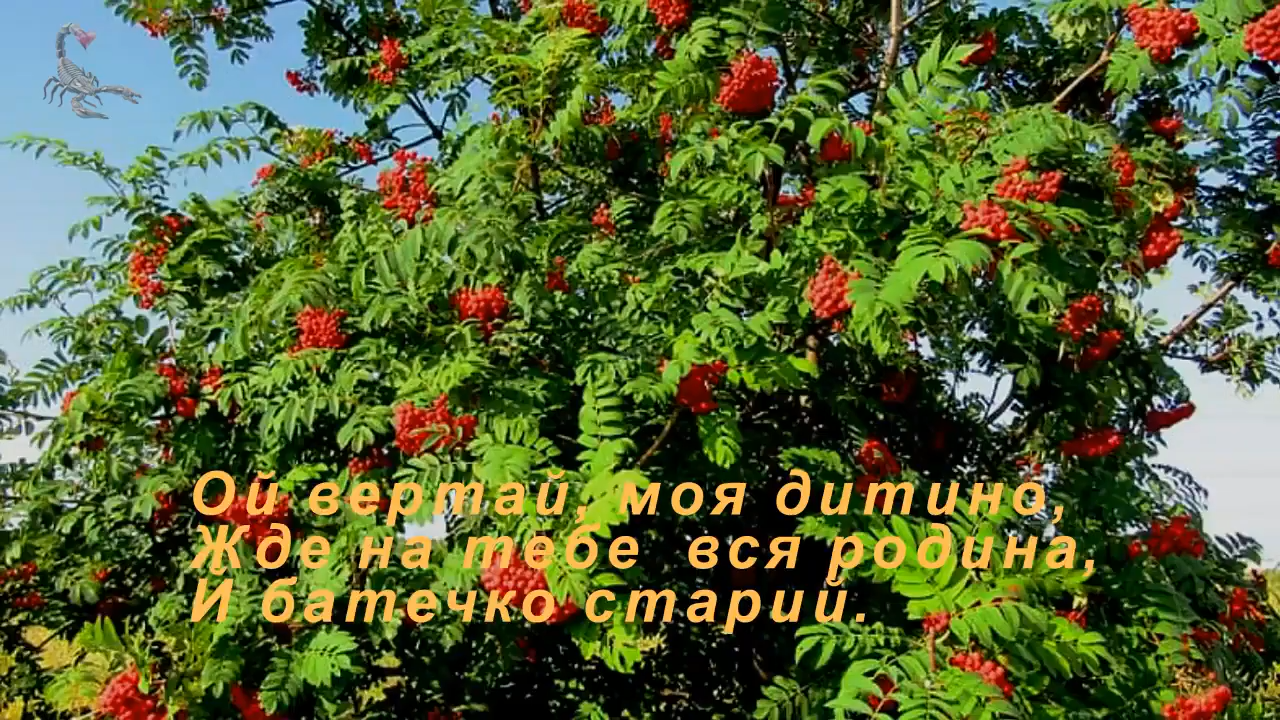 Ой вертай, моя дитино,
Жде на тебе вся родина,
Й батечко старий.